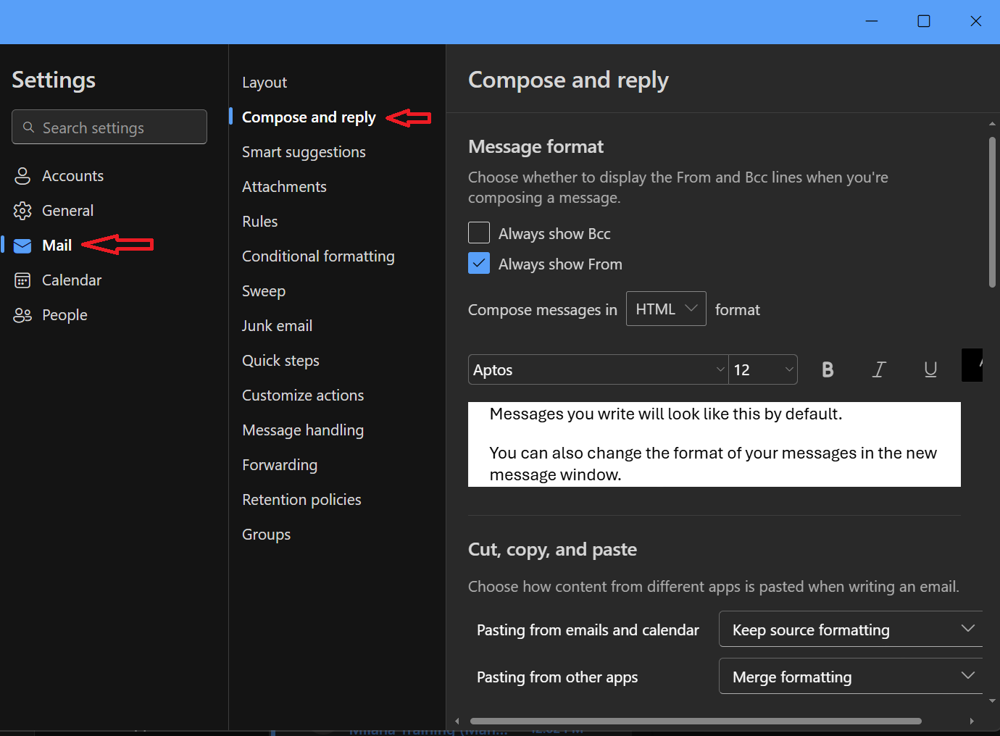 Settings
Search settings
Accounts
General
Mail
Calendar
People
Layout
Compose and reply
Smart suggestions
Attachments
Rules
Conditional formatting
Sweep
Junk email
Quick steps
Customize actions
Message handling
Forwarding
Retention policies
Groups
Compose and reply
Message format
Choose whether to display the From and Bcc lines when you're
composing a message.
Always show Bcc
Always show From
Compose messages in HTML format
Aptos 12 B I U
Messages you write will look like this by default.
You can also change the format of your messages in the new
message window.
Cut, copy, and paste
Choose how content from different apps is pasted when writing an email.
Pasting from emails and calendar Keep source formatting
Pasting from other apps Merge formatting